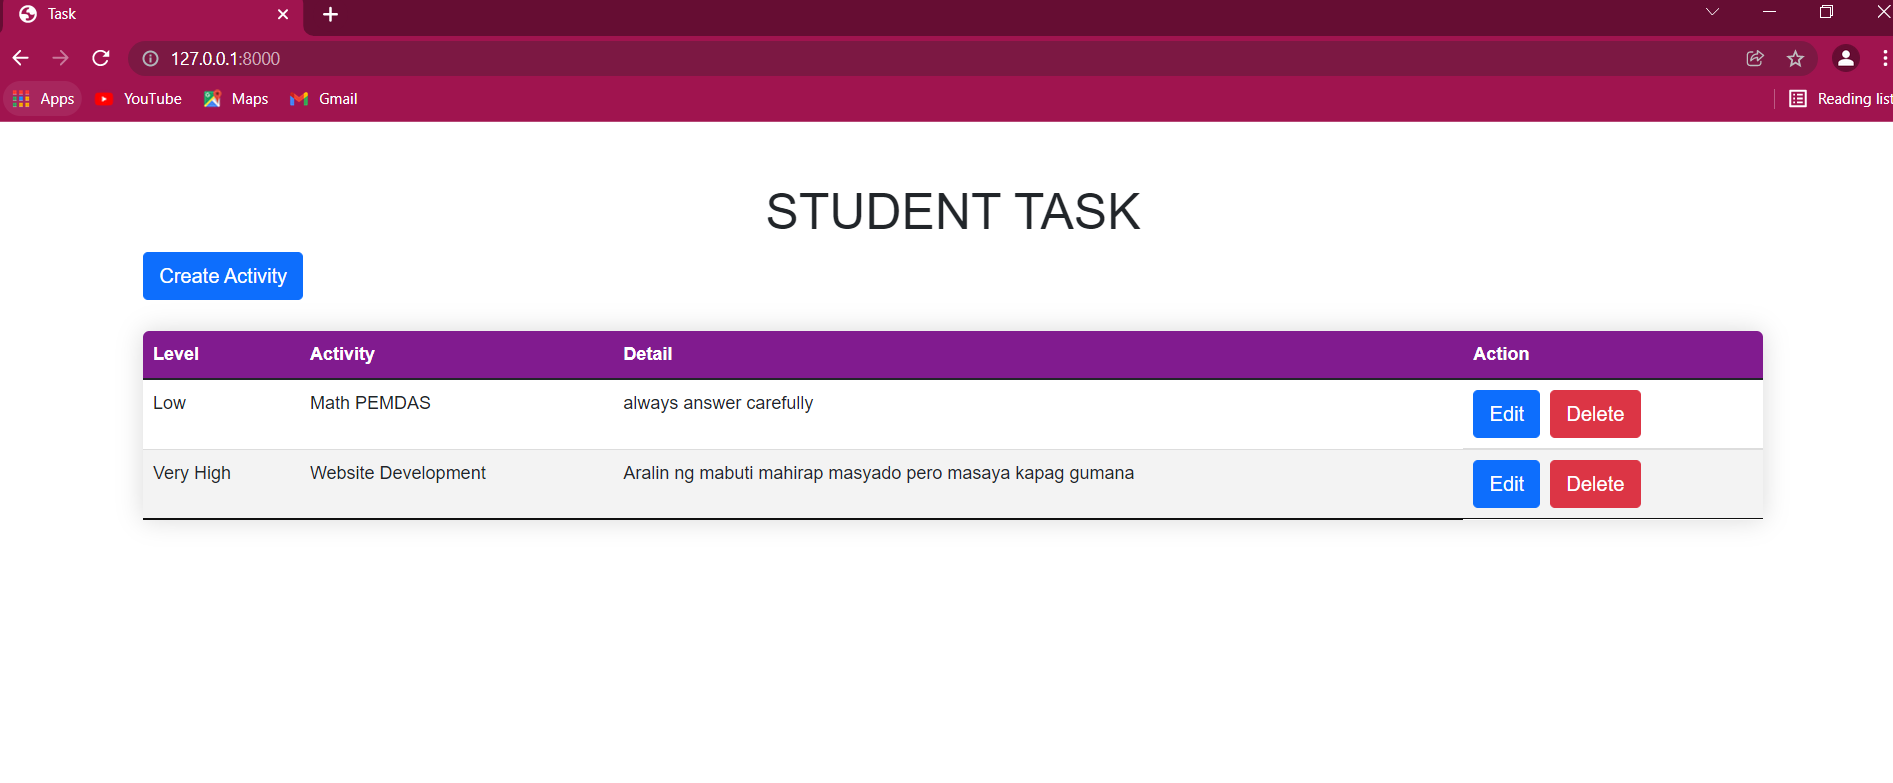 Task
127.0.0.1:8000
Apps YouTube Maps Gmail Reading list
STUDENT TASK
Create Activity
Level Activity Detail Action
Low Math PEMDAS always answer carefully Edit Delete
Very High Website Development Aralin ng mabuti mahirap masyado pero masaya kapag gumana Edit Delete